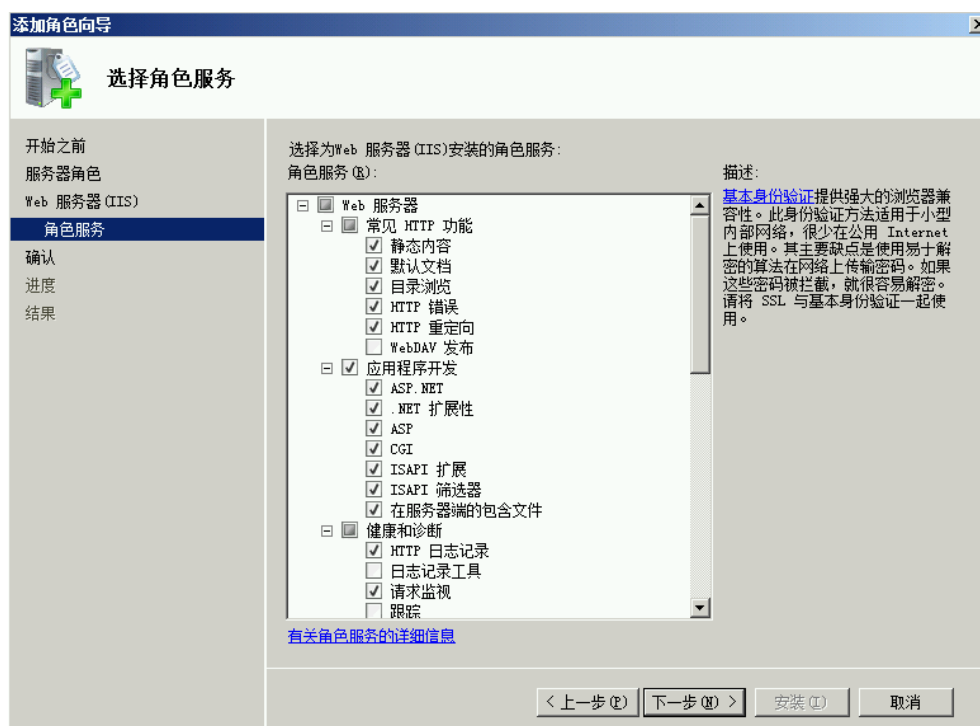 添加角色向导
选择角色服务
开始之前
服务器角色
Web 服务器(IIS)
角色服务
确认
进度
结果
选择为Web 服务器(IIS)安装的角色服务:
角色服务(R):
Web 服务器
常见 HTTP 功能
静态内容
默认文档
目录浏览
HTTP 错误
HTTP 重定向
WebDAV 发布
应用程序开发
ASP.NET
.NET 扩展性
ASP
CGI
ISAPI 扩展
ISAPI 筛选器
在服务器端的包含文件
健康和诊断
HTTP 日志记录
日志记录工具
请求监视
跟踪
有关角色服务的详细信息
描述:
基本身份验证提供强大的浏览器兼
容性。此身份验证方法适用于小型
内部网络，很少在公用 Internet
上使用。其主要缺点是使用易于解
密的算法在网络上传输密码。如果
这些密码被拦截，就很容易解密。
请将 SSL 与基本身份验证一起使
用。
< 上一步(P)
下一步(N) >
安装(I)
取消